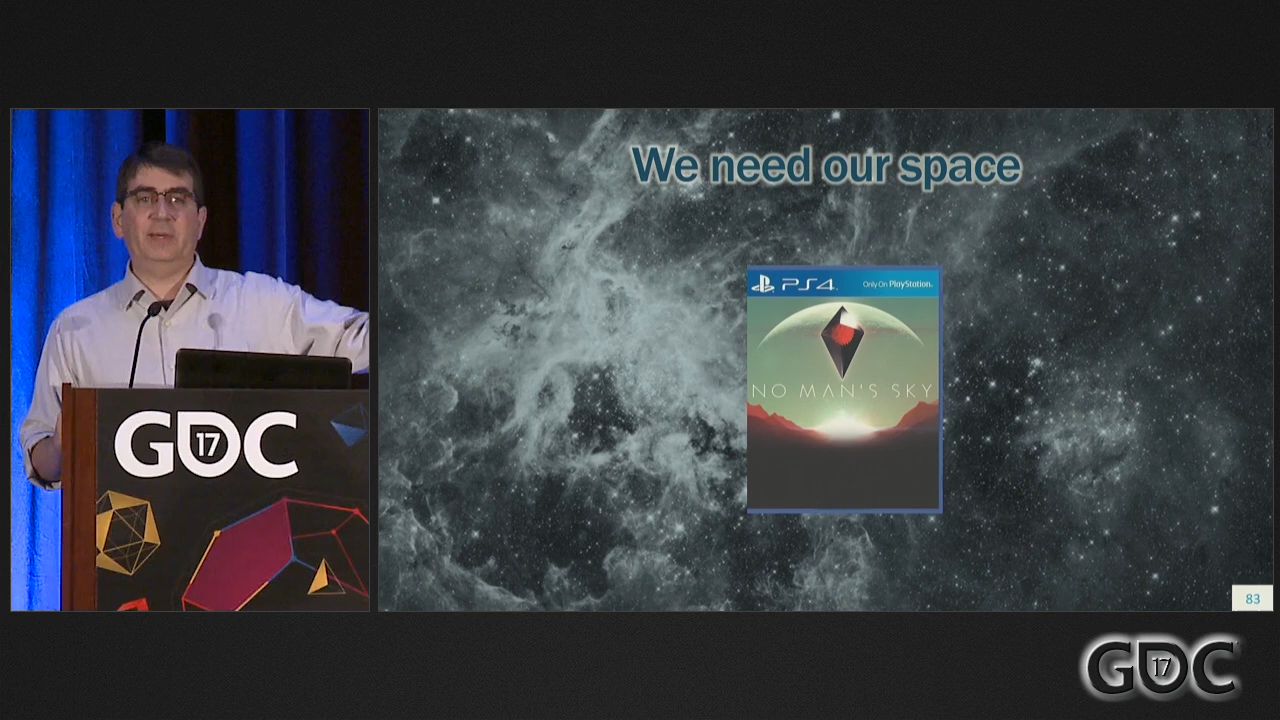 We need our space
PS4
Only On PlayStation.
NO MAN'S SKY
GDC
17
83
GDC
17